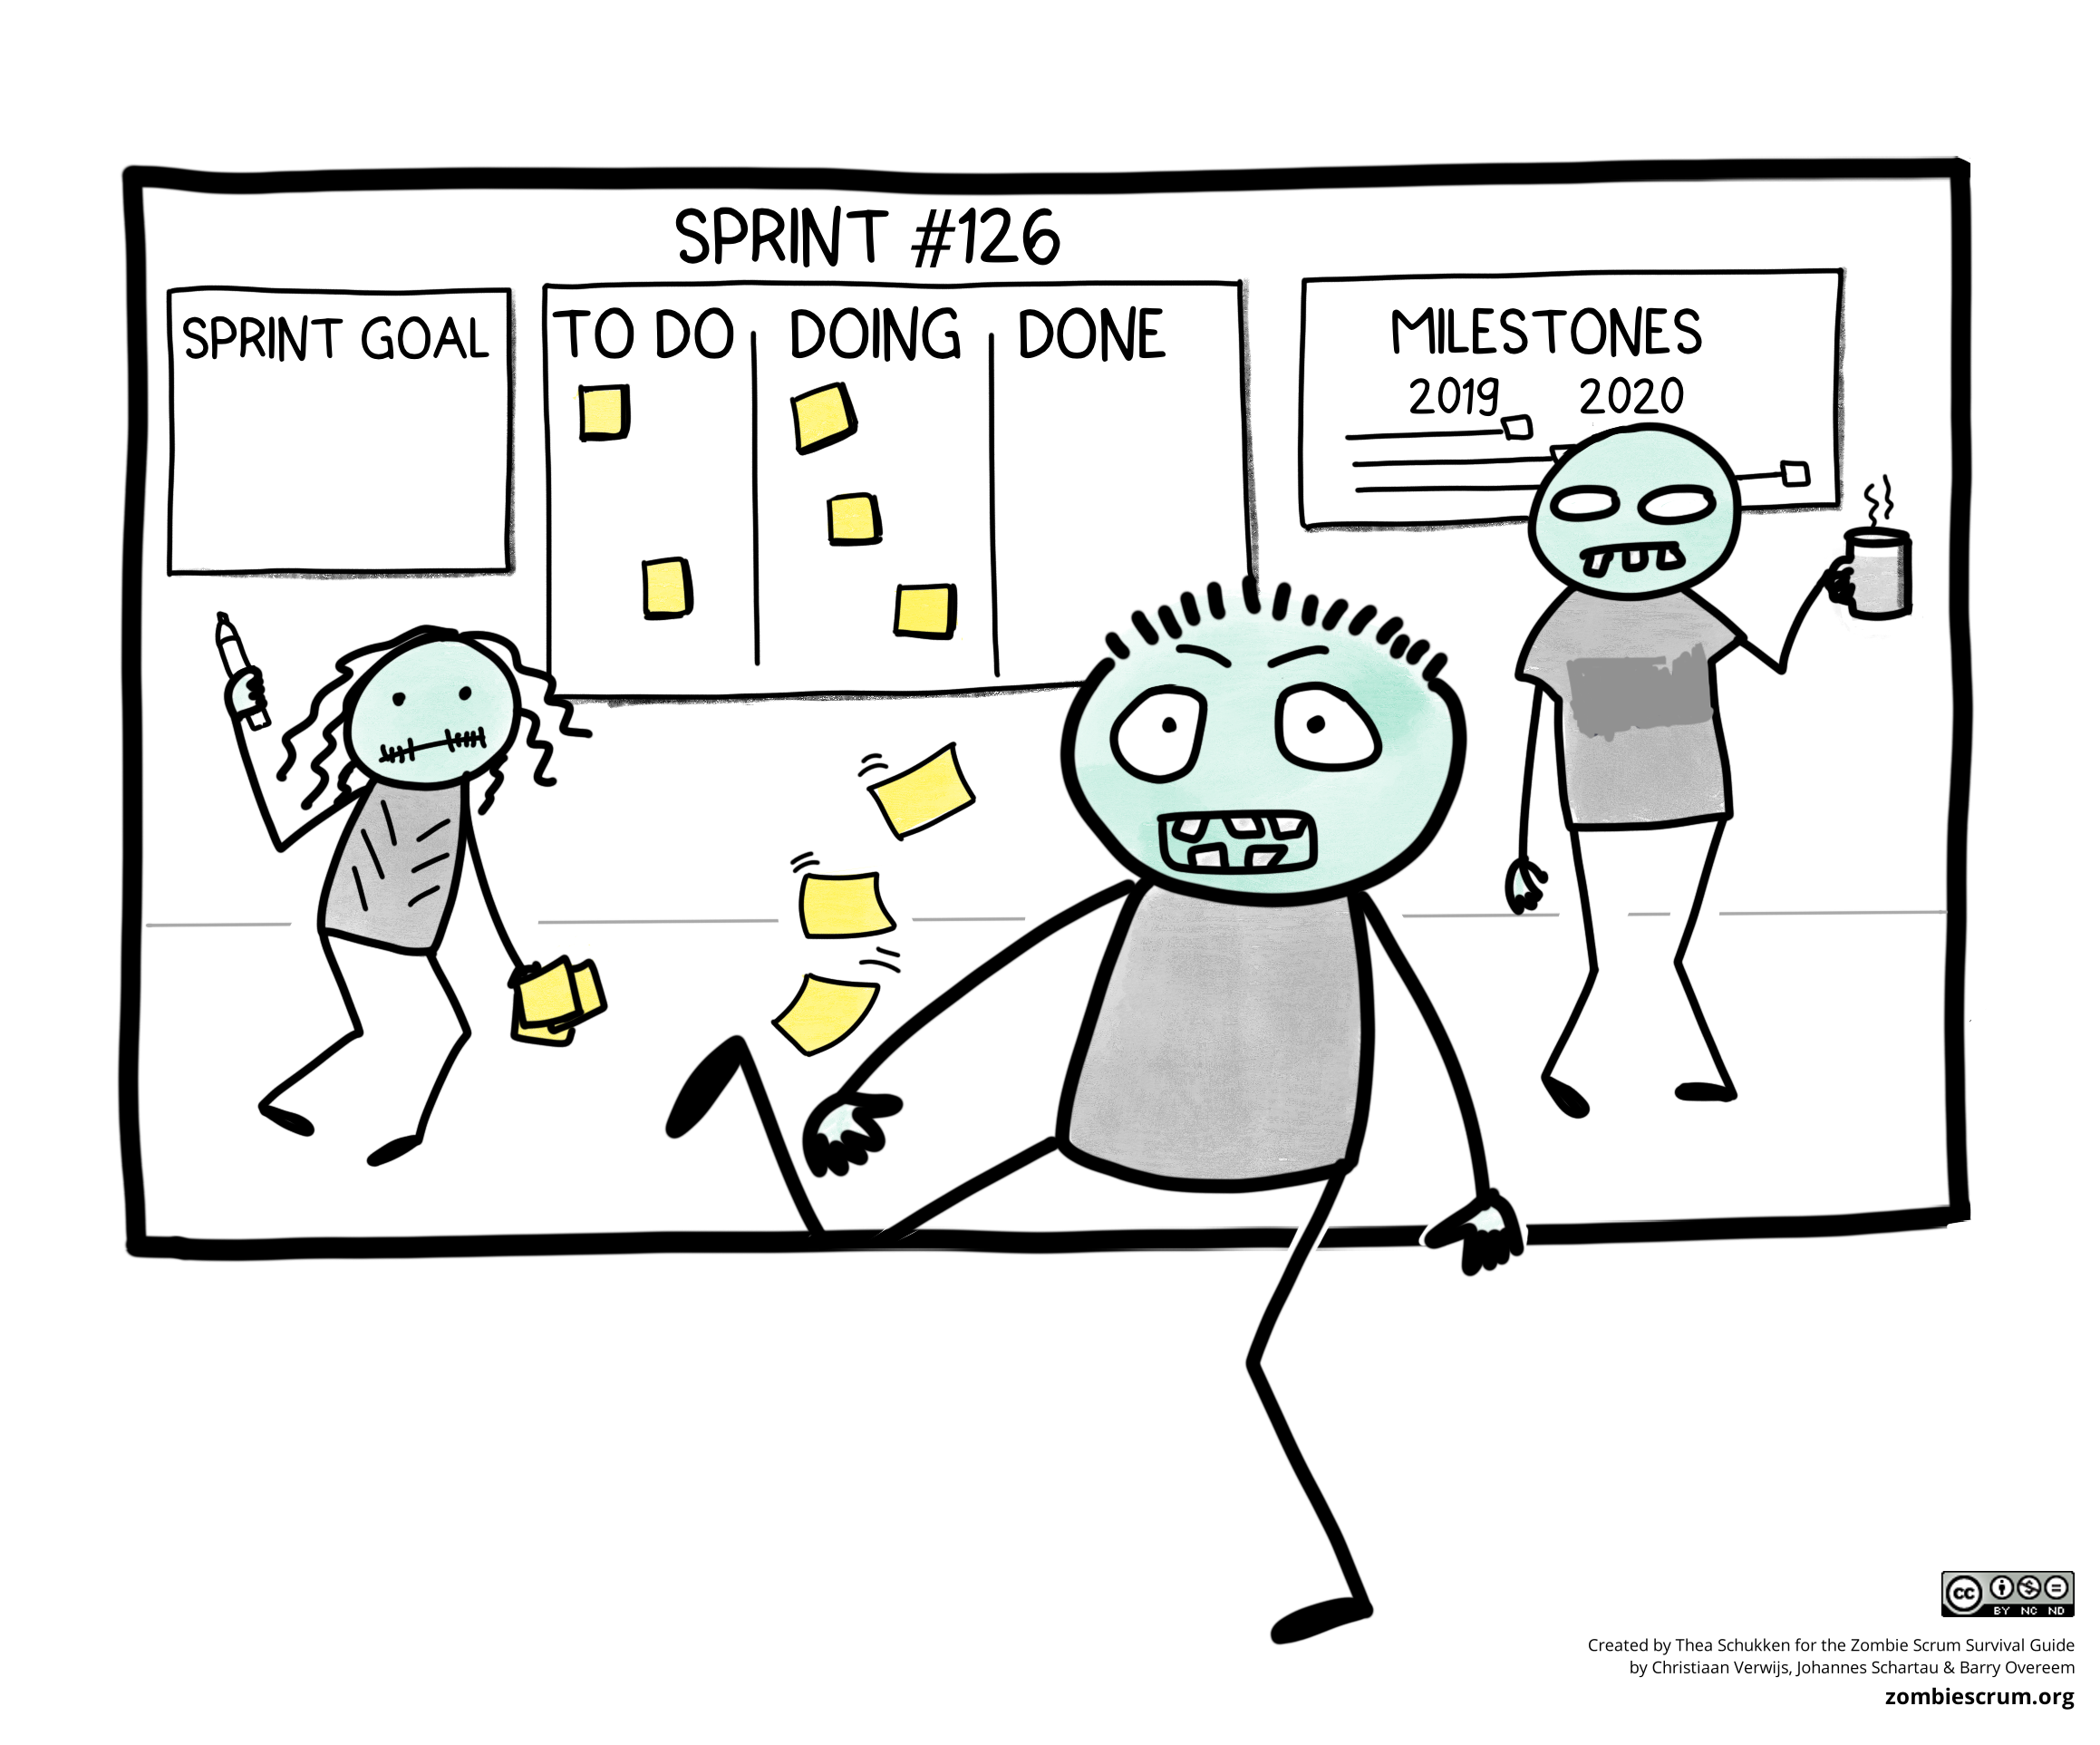 SPRINT #126
SPRINT GOAL
TO DO
DOING
DONE
MILESTONES
2019 2020
CC
BY NC ND
Created by Thea Schukken for the Zombie Scrum Survival Guide
by Christiaan Verwijs, Johannes Schartau & Barry Overeem
zombiescrum.org